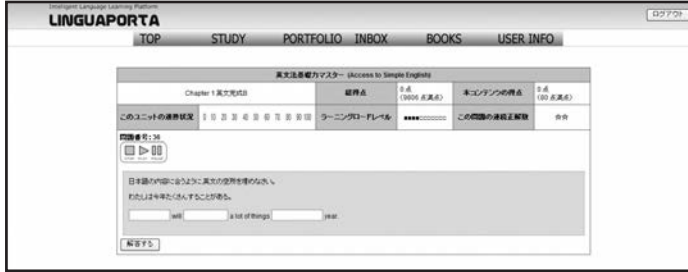 Intelligent Language Learning Platform
LINGUAPORTA
ログアウト
TOP STUDY PORTFOLIO INBOX BOOKS USER INFO
英文法基礎力マスター (Access to Simple English)
Chapter 1 英文完成B 総得点 0 点 (9806 点満点) 本コンテンツの得点 0 点 (80 点満点)
このユニットの進捗状況 0 10 20 30 40 50 60 70 80 90 100 ラーニングロードレベル ■■■■□□□□□□ この問題の連続正解数 ☆☆
問題番号: 34
STOP PLAY PAUSE
日本語の内容に合うように英文の空所を埋めなさい。
わたしは今年たくさんすることがある。
will a lot of things year.
解答する